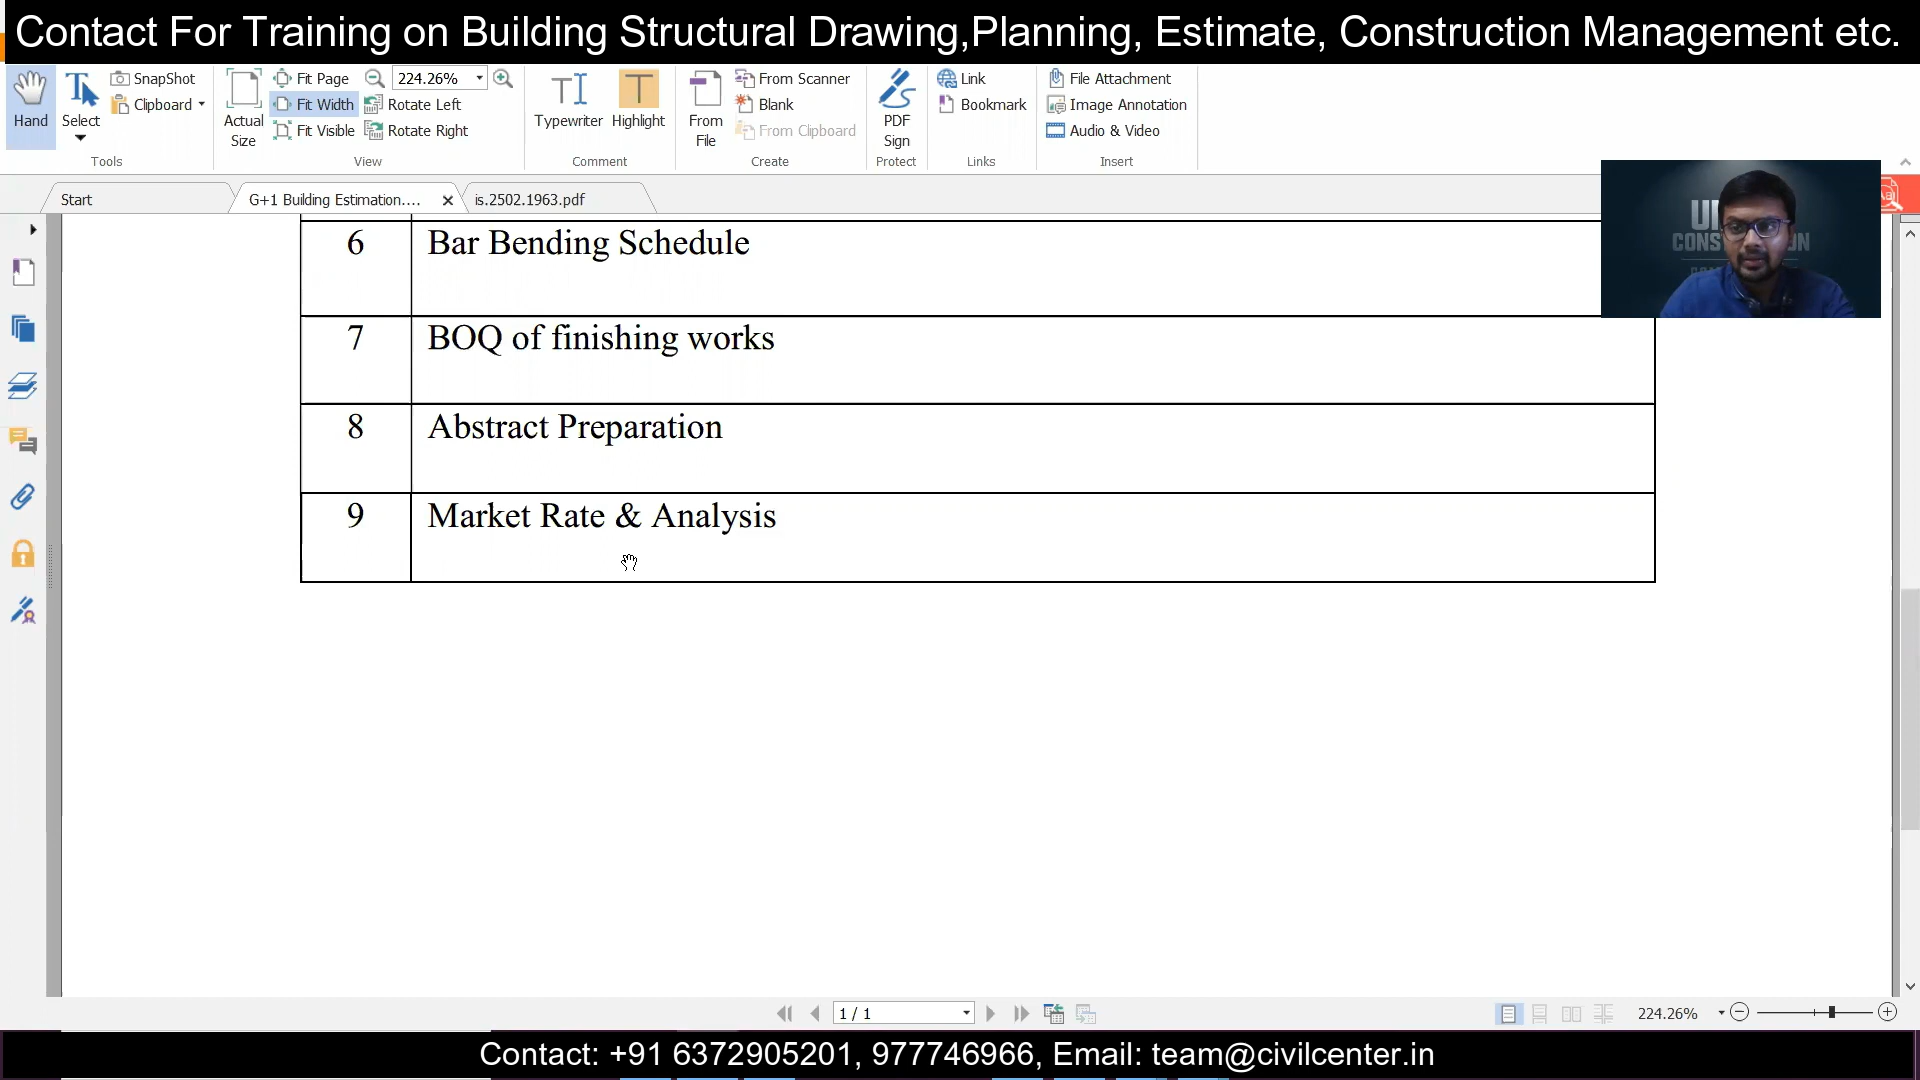 Contact For Training on Building Structural Drawing,Planning, Estimate, Construction Management etc.
Hand
Select
SnapShot
Clipboard
Tools
Actual Size
Fit Page
Fit Width
Fit Visible
224.26%
Rotate Left
Rotate Right
View
Typewriter
Highlight
Comment
From File
From Scanner
Blank
From Clipboard
Create
PDF Sign
Protect
Link
Bookmark
Links
File Attachment
Image Annotation
Audio & Video
Insert
Start
G+1 Building Estimation....
is.2502.1963.pdf
6 Bar Bending Schedule
7 BOQ of finishing works
8 Abstract Preparation
9 Market Rate & Analysis
1 / 1
224.26%
Contact: +91 6372905201, 977746966, Email: team@civilcenter.in